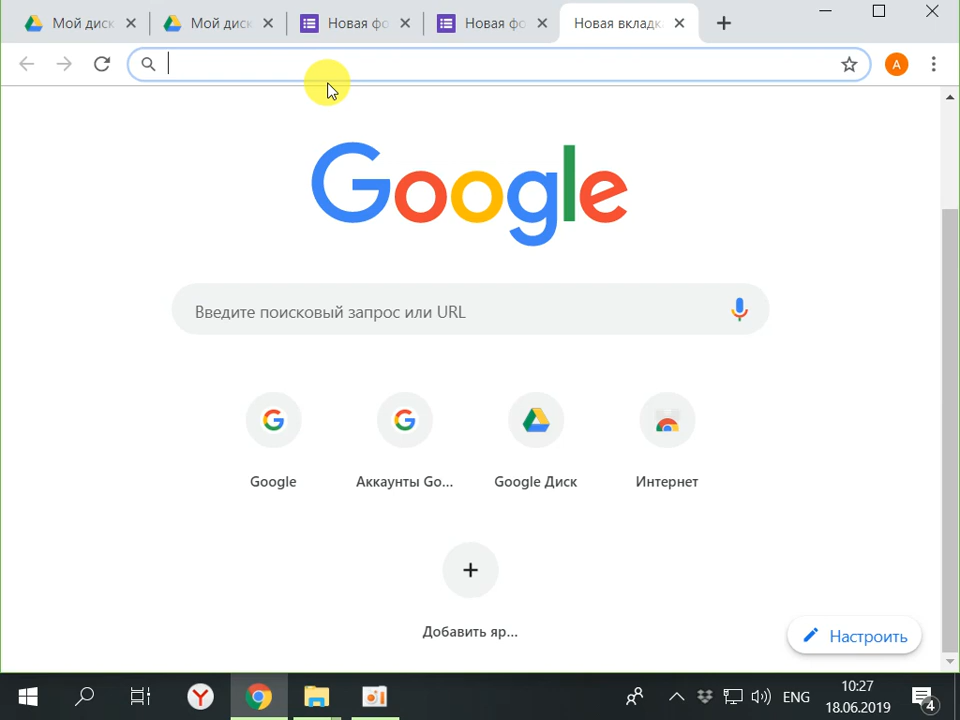 Мой диск
Мой диск
Новая фо
Новая фо
Новая вкладка
A
Google
Введите поисковый запрос или URL
Google
Аккаунты Go...
Google Диск
Интернет
Добавить яр...
Настроить
ENG
10:27
18.06.2019
4